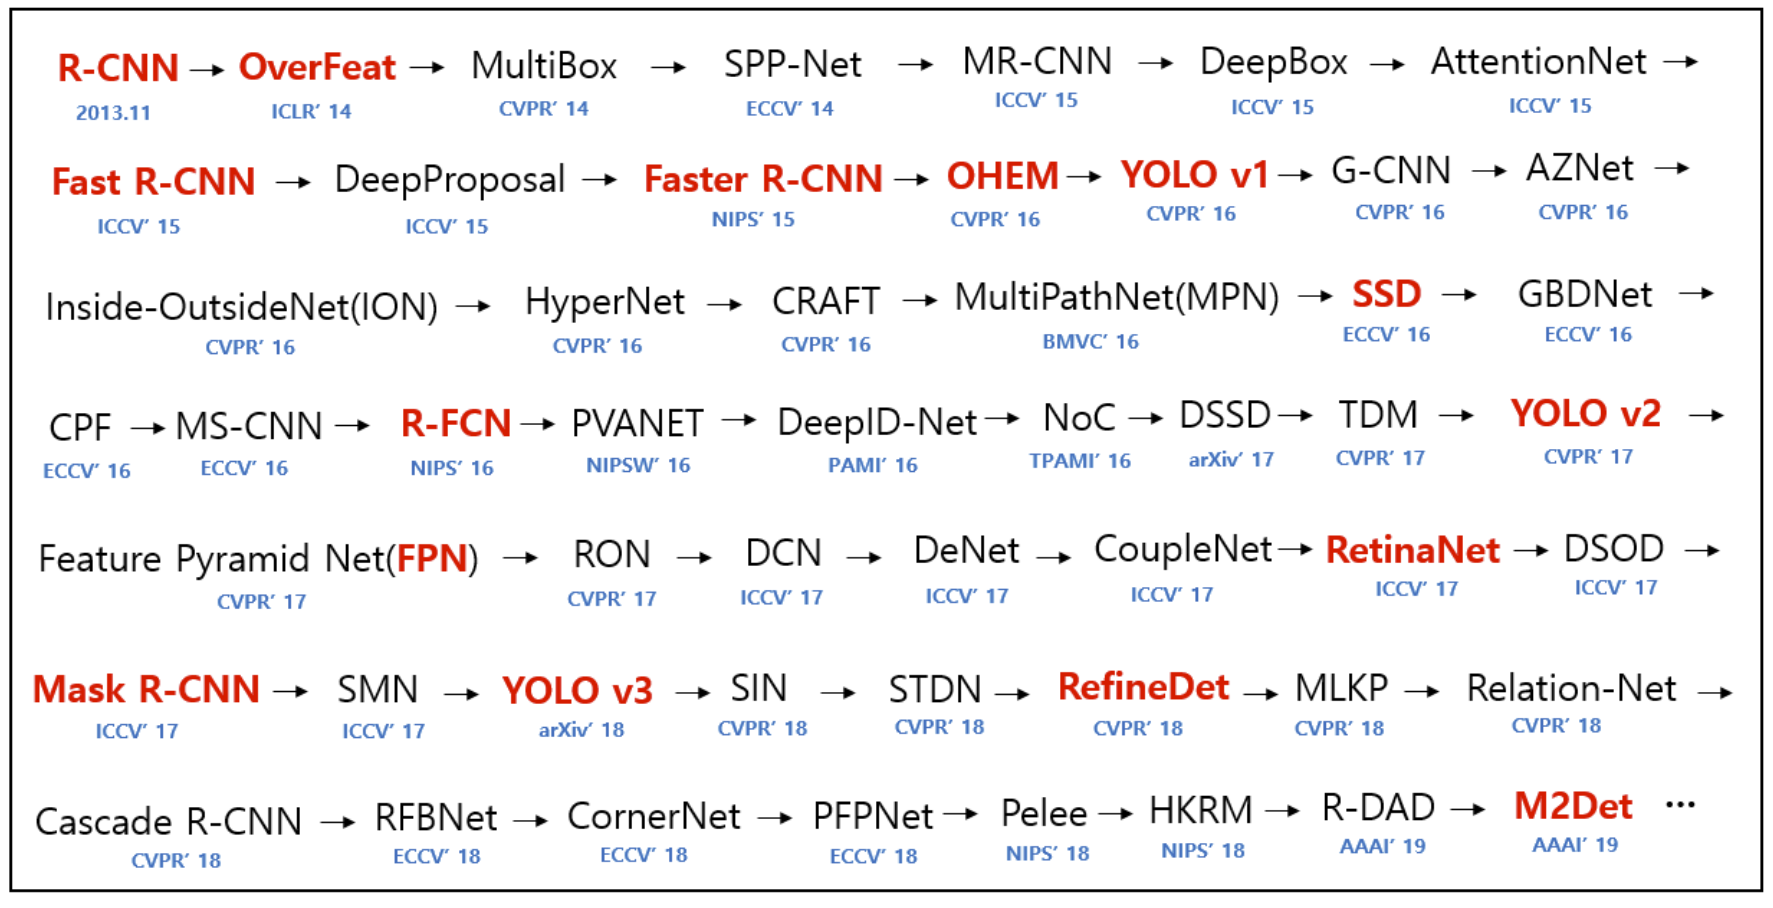 R-CNN → OverFeat → MultiBox → SPP-Net → MR-CNN → DeepBox → AttentionNet →
2013.11 ICLR' 14 CVPR' 14 ECCV' 14 ICCV' 15 ICCV' 15 ICCV' 15
Fast R-CNN → DeepProposal → Faster R-CNN → OHEM → YOLO v1 → G-CNN → AZNet →
ICCV' 15 ICCV' 15 NIPS' 15 CVPR' 16 CVPR' 16 CVPR' 16 CVPR' 16
Inside-OutsideNet(ION) → HyperNet → CRAFT → MultiPathNet(MPN) → SSD → GBDNet →
CVPR' 16 CVPR' 16 CVPR' 16 BMVC' 16 ECCV' 16 ECCV' 16
CPF → MS-CNN → R-FCN → PVANET → DeepID-Net → NoC → DSSD → TDM → YOLO v2 →
ECCV' 16 ECCV' 16 NIPS' 16 NIPSW' 16 PAMI' 16 TPAMI' 16 arXiv' 17 CVPR' 17 CVPR' 17
Feature Pyramid Net(FPN) → RON → DCN → DeNet → CoupleNet → RetinaNet → DSOD →
CVPR' 17 CVPR' 17 ICCV' 17 ICCV' 17 ICCV' 17 ICCV' 17 ICCV' 17
Mask R-CNN → SMN → YOLO v3 → SIN → STDN → RefineDet → MLKP → Relation-Net →
ICCV' 17 ICCV' 17 arXiv' 18 CVPR' 18 CVPR' 18 CVPR' 18 CVPR' 18 CVPR' 18
Cascade R-CNN → RFBNet → CornerNet → PFPNet → Pelee → HKRM → R-DAD → M2Det ···
CVPR' 18 ECCV' 18 ECCV' 18 ECCV' 18 NIPS' 18 NIPS' 18 AAAI' 19 AAAI' 19